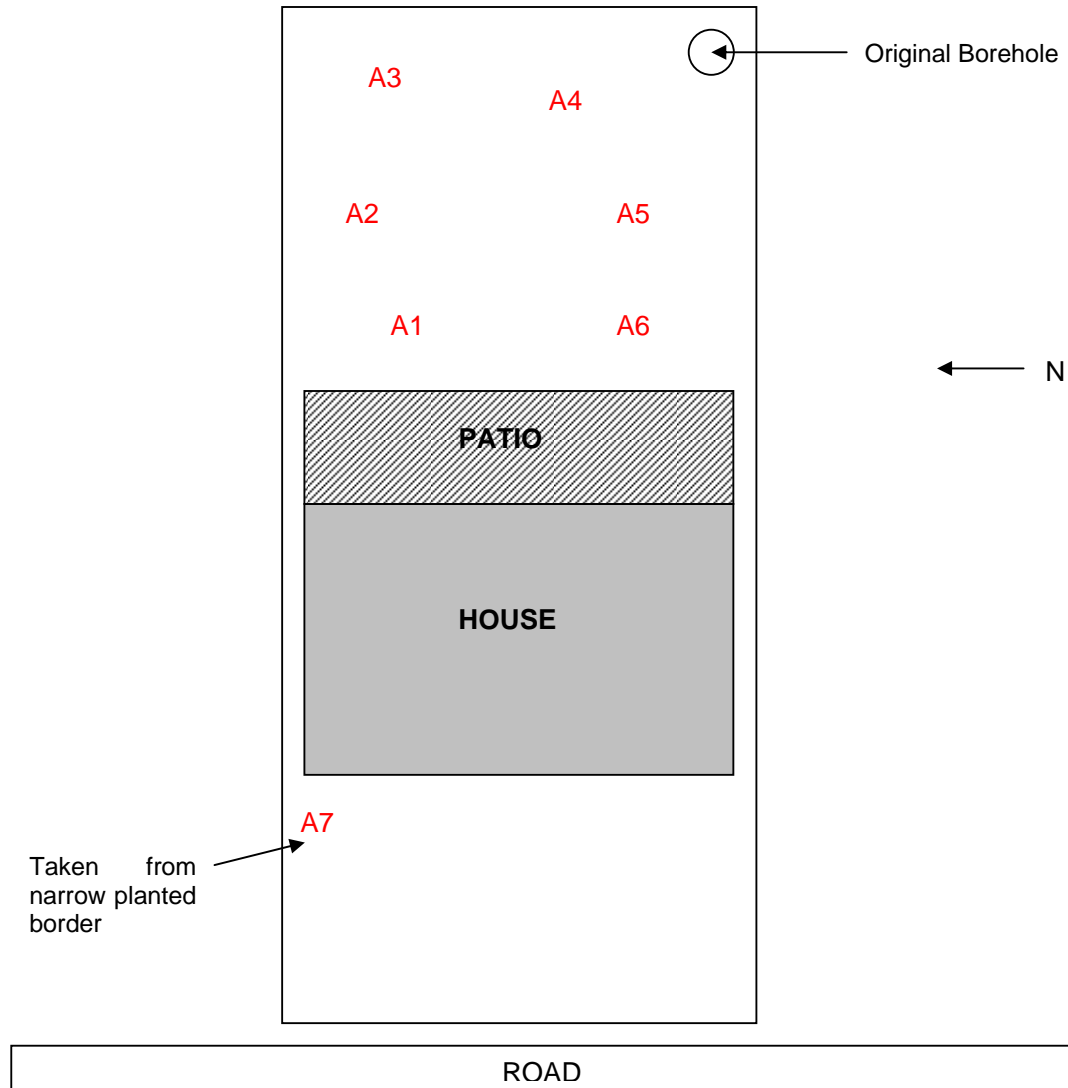 Original Borehole
A3
A4
A2
A5
A1
A6
N
PATIO
HOUSE
A7
Taken from
narrow planted
border
ROAD